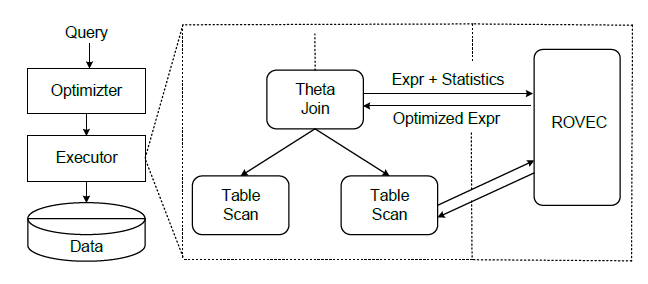 Query
Optimizter
Executor
Data
Theta
Join
Expr + Statistics
Optimized Expr
ROVEC
Table
Scan
Table
Scan